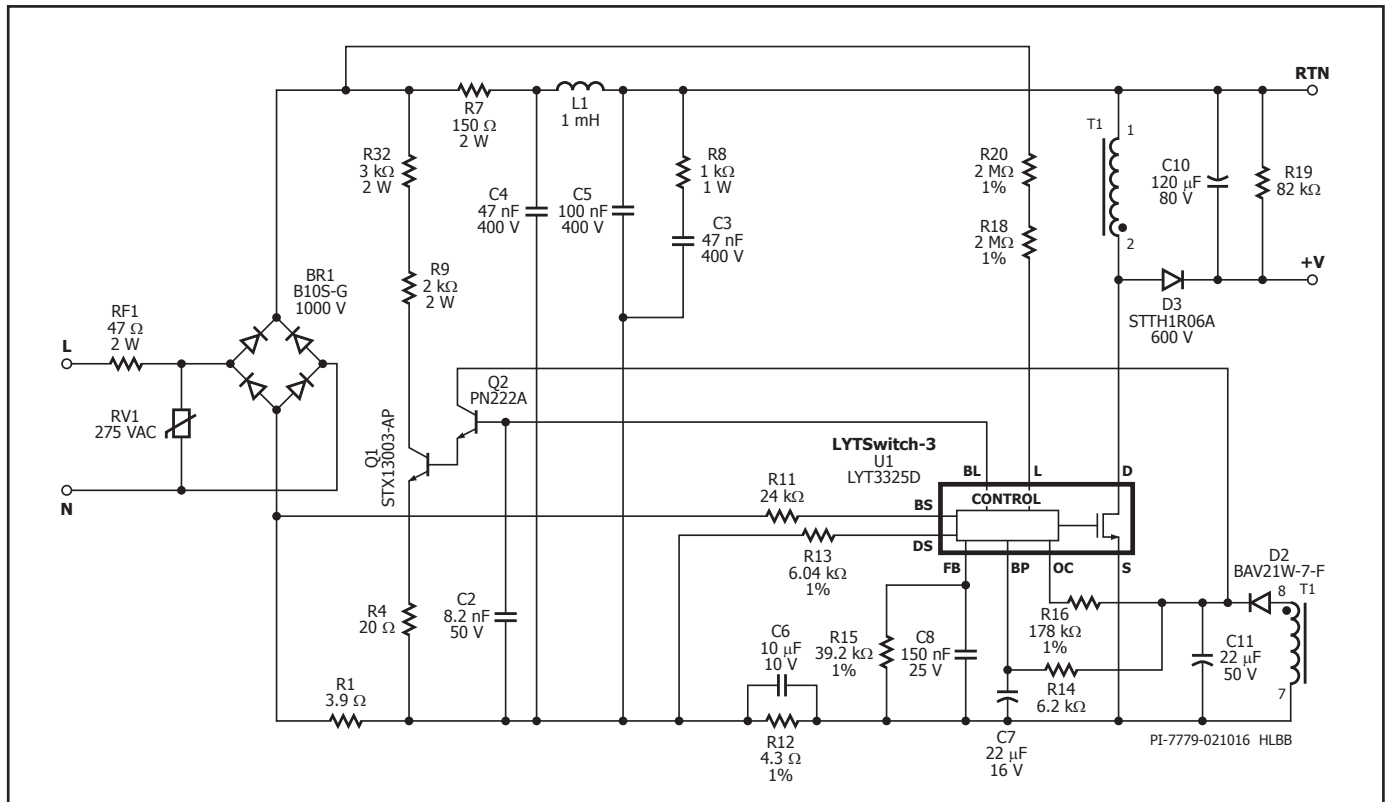 RTN
R7
150 Ω
2 W
L1
1 mH
T1
1
2
R32
3 kΩ
2 W
R8
1 kΩ
1 W
R20
2 MΩ
1%
C10
120 μF
80 V
R19
82 kΩ
C4
47 nF
400 V
C5
100 nF
400 V
C3
47 nF
400 V
R18
2 MΩ
1%
+V
BR1
B10S-G
1000 V
R9
2 kΩ
2 W
D3
STTH1R06A
600 V
RF1
47 Ω
2 W
L
RV1
275 VAC
N
Q2
PN222A
Q1
STX13003-AP
LYTSwitch-3
U1
LYT3325D
BL
L
D
CONTROL
BS
DS
FB
BP
OC
S
R11
24 kΩ
R13
6.04 kΩ
1%
D2
BAV21W-7-F
8
T1
7
R4
20 Ω
C2
8.2 nF
50 V
C6
10 μF
10 V
R15
39.2 kΩ
1%
C8
150 nF
25 V
R16
178 kΩ
1%
R14
6.2 kΩ
C11
22 μF
50 V
R1
3.9 Ω
R12
4.3 Ω
1%
C7
22 μF
16 V
PI-7779-021016 HLBB